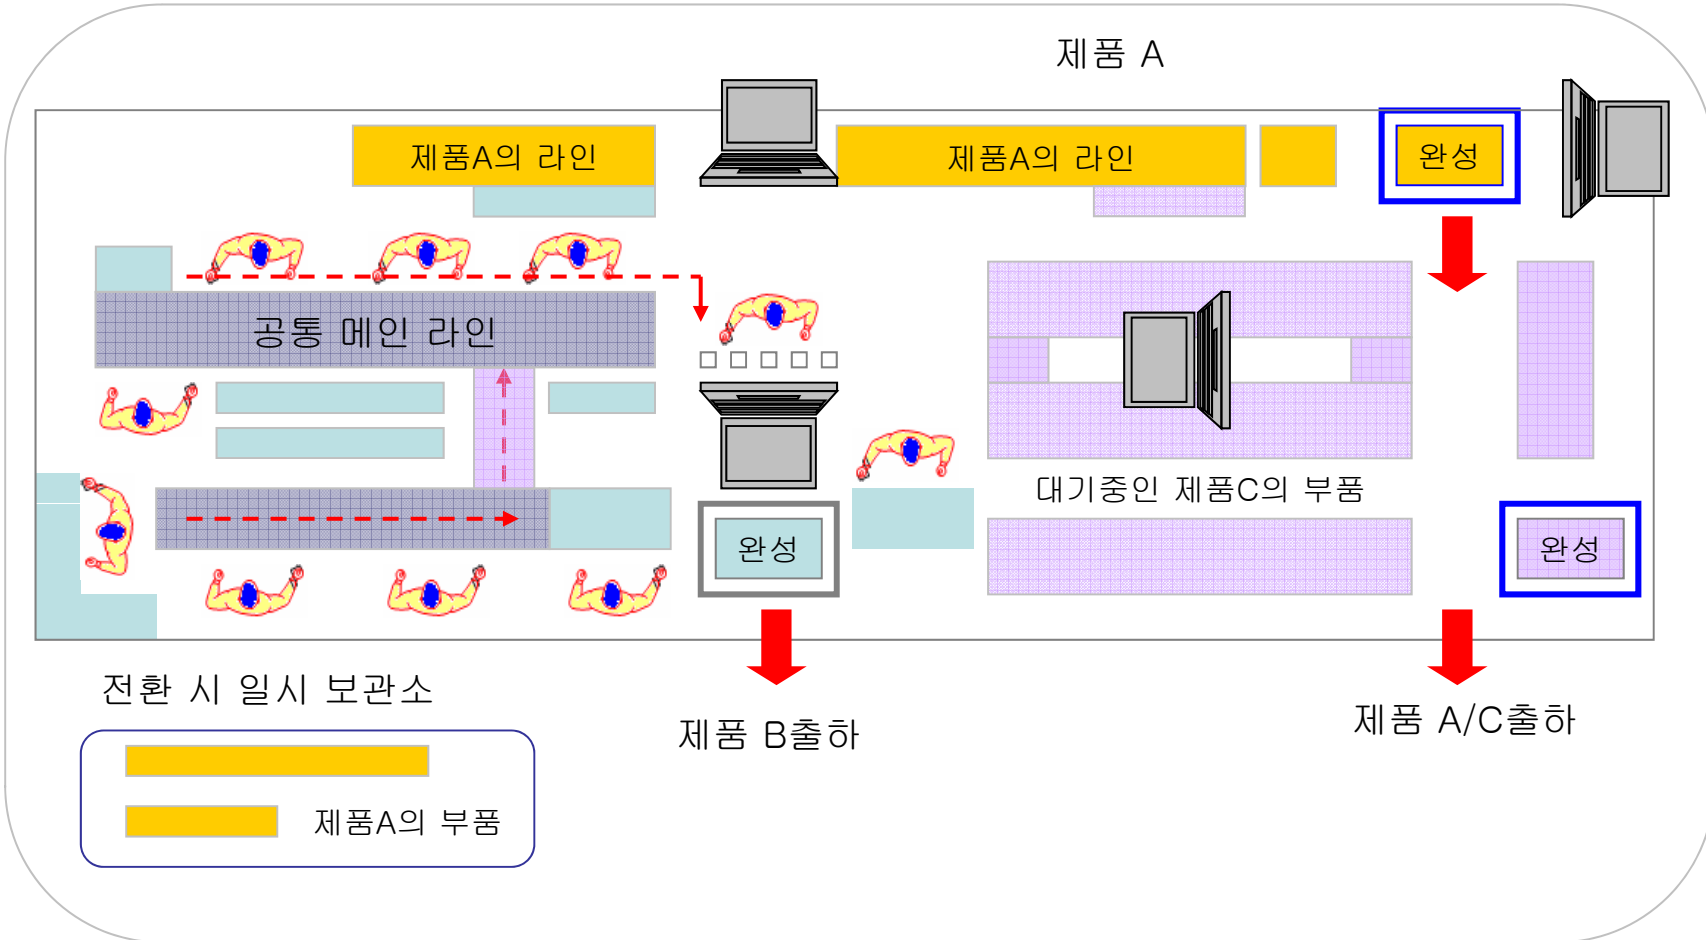 제품 A
제품A의 라인
제품A의 라인
완성
공통 메인 라인
대기중인 제품C의 부품
완성
완성
전환 시 일시 보관소
제품 B출하
제품 A/C출하
제품A의 부품